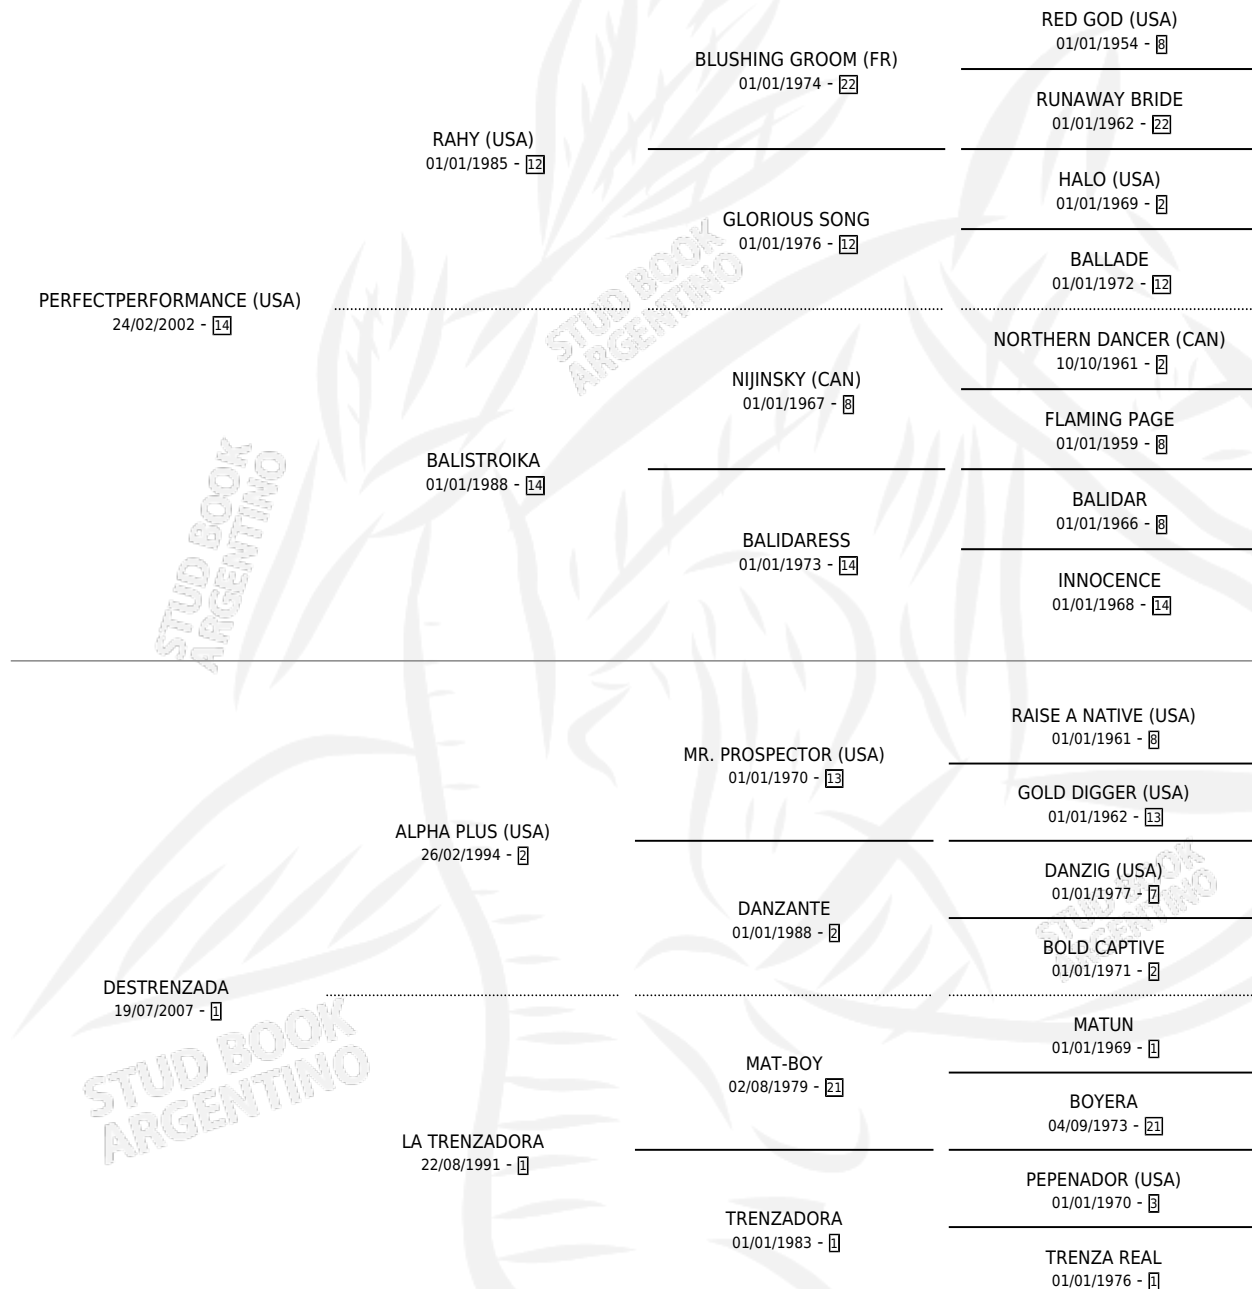 PERFECTPERFORMANCE (USA)
24/02/2002 - 14
RAHY (USA)
01/01/1985 - 12
BALISTROIKA
01/01/1988 - 14
BLUSHING GROOM (FR)
01/01/1974 - 22
GLORIOUS SONG
01/01/1976 - 12
NIJINSKY (CAN)
01/01/1967 - 8
BALIDARESS
01/01/1973 - 14
RED GOD (USA)
01/01/1954 - 8
RUNAWAY BRIDE
01/01/1962 - 22
HALO (USA)
01/01/1969 - 2
BALLADE
01/01/1972 - 12
NORTHERN DANCER (CAN)
10/10/1961 - 2
FLAMING PAGE
01/01/1959 - 8
BALIDAR
01/01/1966 - 8
INNOCENCE
01/01/1968 - 14
DESTRENZADA
19/07/2007 - 1
ALPHA PLUS (USA)
26/02/1994 - 2
LA TRENZADORA
22/08/1991 - 1
MR. PROSPECTOR (USA)
01/01/1970 - 13
DANZANTE
01/01/1988 - 2
MAT-BOY
02/08/1979 - 21
TRENZADORA
01/01/1983 - 1
RAISE A NATIVE (USA)
01/01/1961 - 8
GOLD DIGGER (USA)
01/01/1962 - 13
DANZIG (USA)
01/01/1977 - 7
BOLD CAPTIVE
01/01/1971 - 2
MATUN
01/01/1969 - 1
BOYERA
04/09/1973 - 21
PEPENADOR (USA)
01/01/1970 - 3
TRENZA REAL
01/01/1976 - 1
STUD BOOK
ARGENTINO
STUD BOOK
ARGENTINO
STUD BOOK
ARGENTINO
STUD BOOK
ARGENTINO